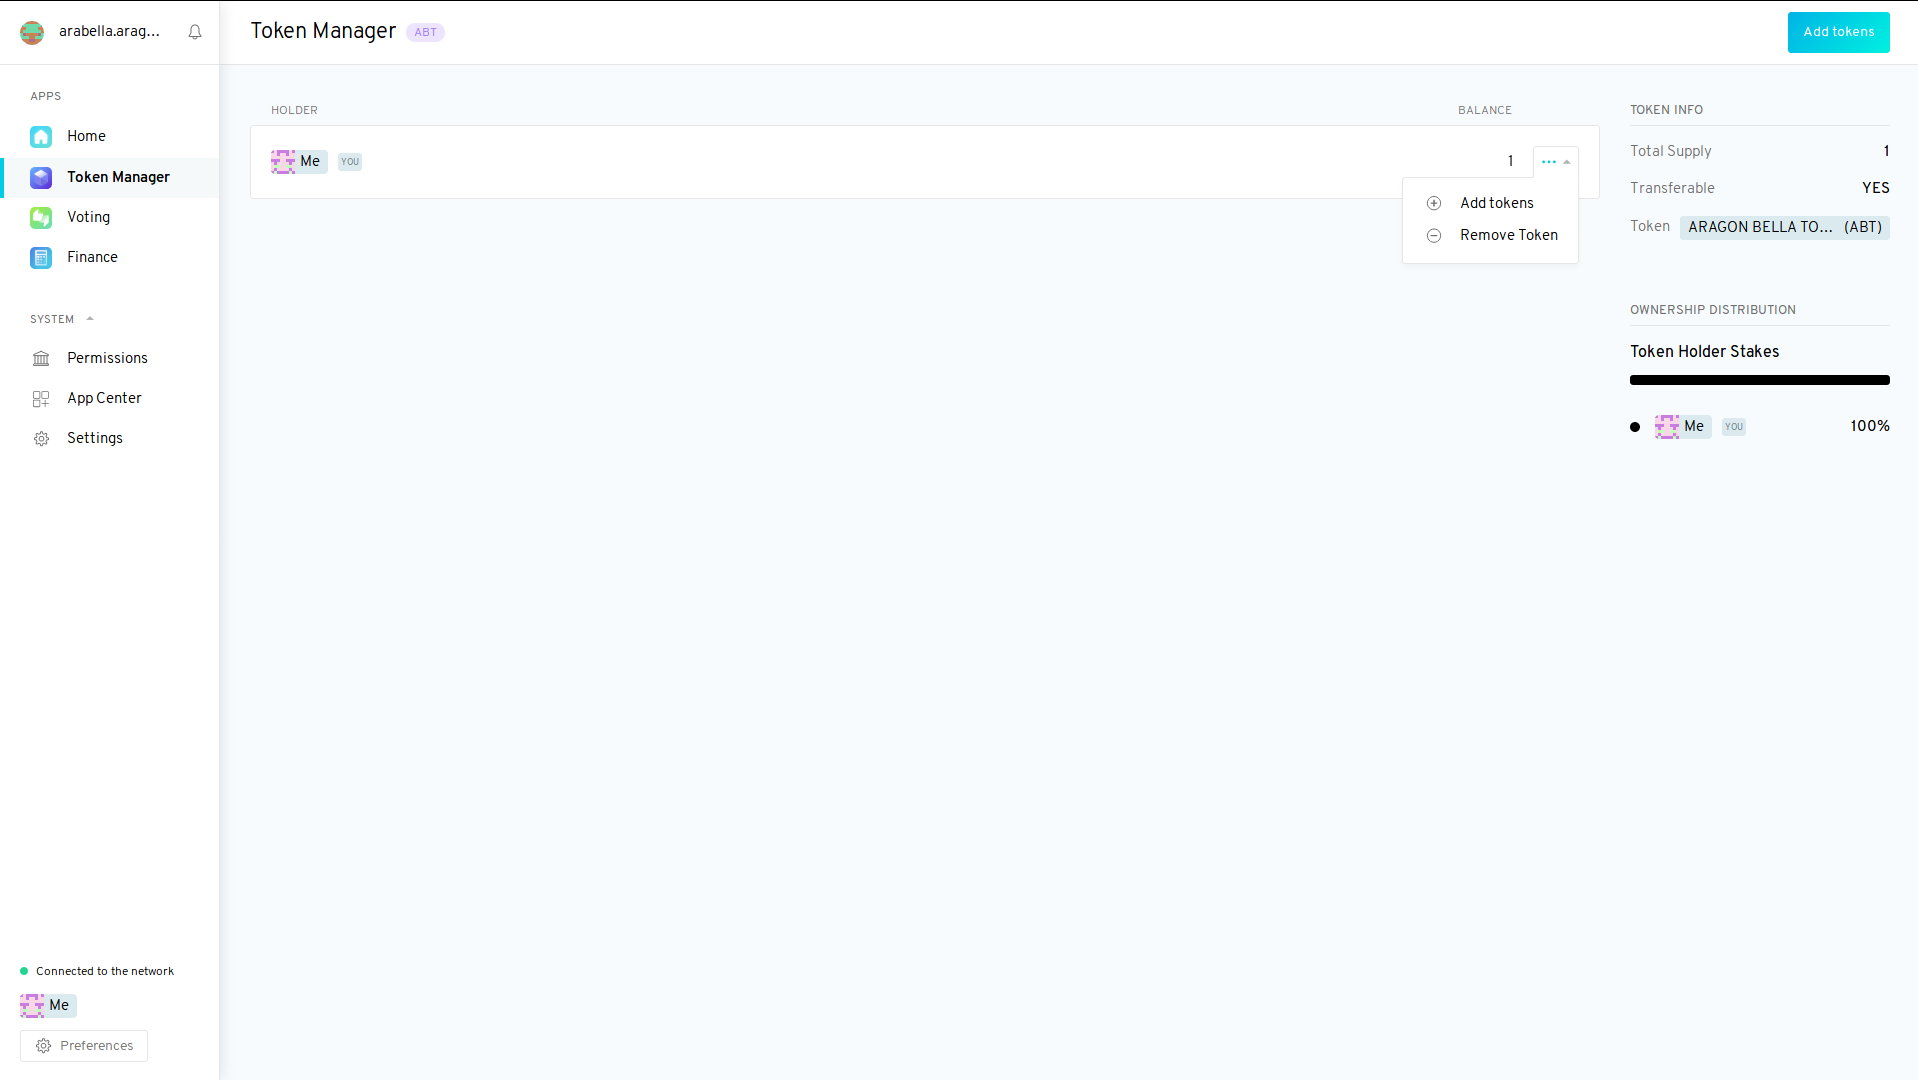 arabella.arag...
Token Manager ABT
Add tokens
APPS
Home
Token Manager
Voting
Finance
SYSTEM
Permissions
App Center
Settings
Connected to the network
Me
Preferences
HOLDER BALANCE
Me YOU 1
Add tokens
Remove Token
TOKEN INFO
Total Supply 1
Transferable YES
Token ARAGON BELLA TO... (ABT)
OWNERSHIP DISTRIBUTION
Token Holder Stakes
Me YOU 100%